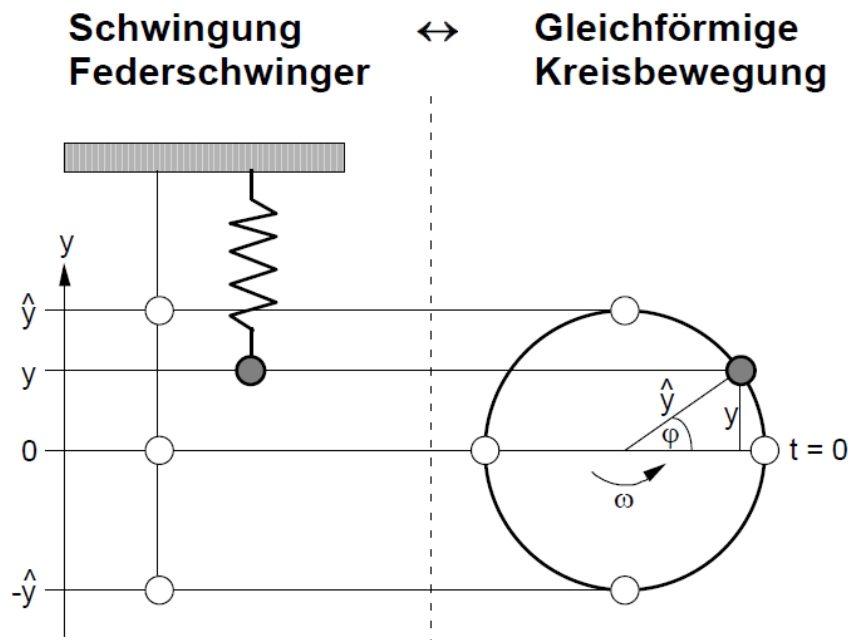 Schwingung ↔ Gleichförmige
Federschwinger Kreisbewegung
y
ŷ
y
ŷ
y
0
φ
t = 0
ω
-ŷ